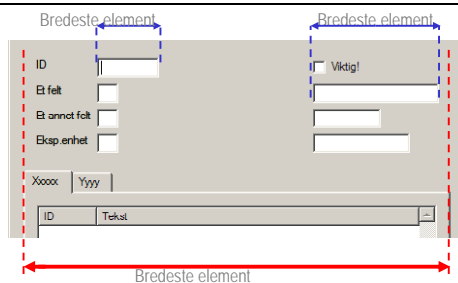 Bredeste element Bredeste element
ID Viktig!
Et felt
Et annet felt
Eksp.enhet
Xxxxx Yyyy
ID Tekst
Bredeste element